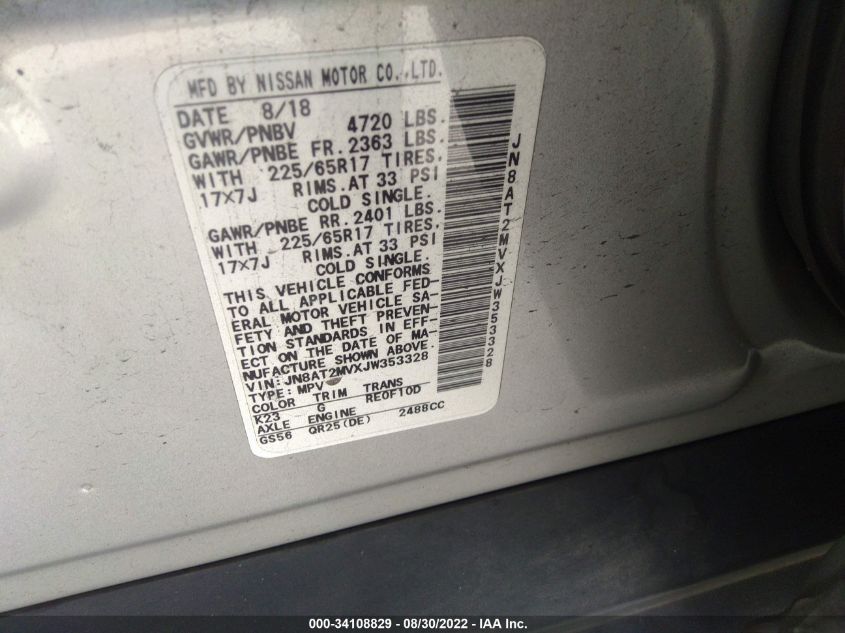 MFD BY NISSAN MOTOR CO.,LTD.
DATE 8/18
GVWR/PNBV 4720 LBS.
GAWR/PNBE FR. 2363 LBS.
WITH 225/65R17 TIRES.
17X7J RIMS.AT 33 PSI
COLD SINGLE.
GAWR/PNBE RR. 2401 LBS.
WITH 225/65R17 TIRES.
17X7J RIMS.AT 33 PSI
COLD SINGLE.
THIS VEHICLE CONFORMS
TO ALL APPLICABLE FED-
ERAL MOTOR VEHICLE SA-
FETY AND THEFT PREVEN-
TION STANDARDS IN EFF-
ECT ON THE DATE OF MA-
NUFACTURE SHOWN ABOVE.
VIN:JN8AT2MVXJW353328
TYPE:MPV
COLOR TRIM TRANS
K23 G RE0F10D
AXLE ENGINE
GS56 QR25(DE) 2488CC
JN8AT2MVXJW353328
000-34108829 - 08/30/2022 - IAA Inc.